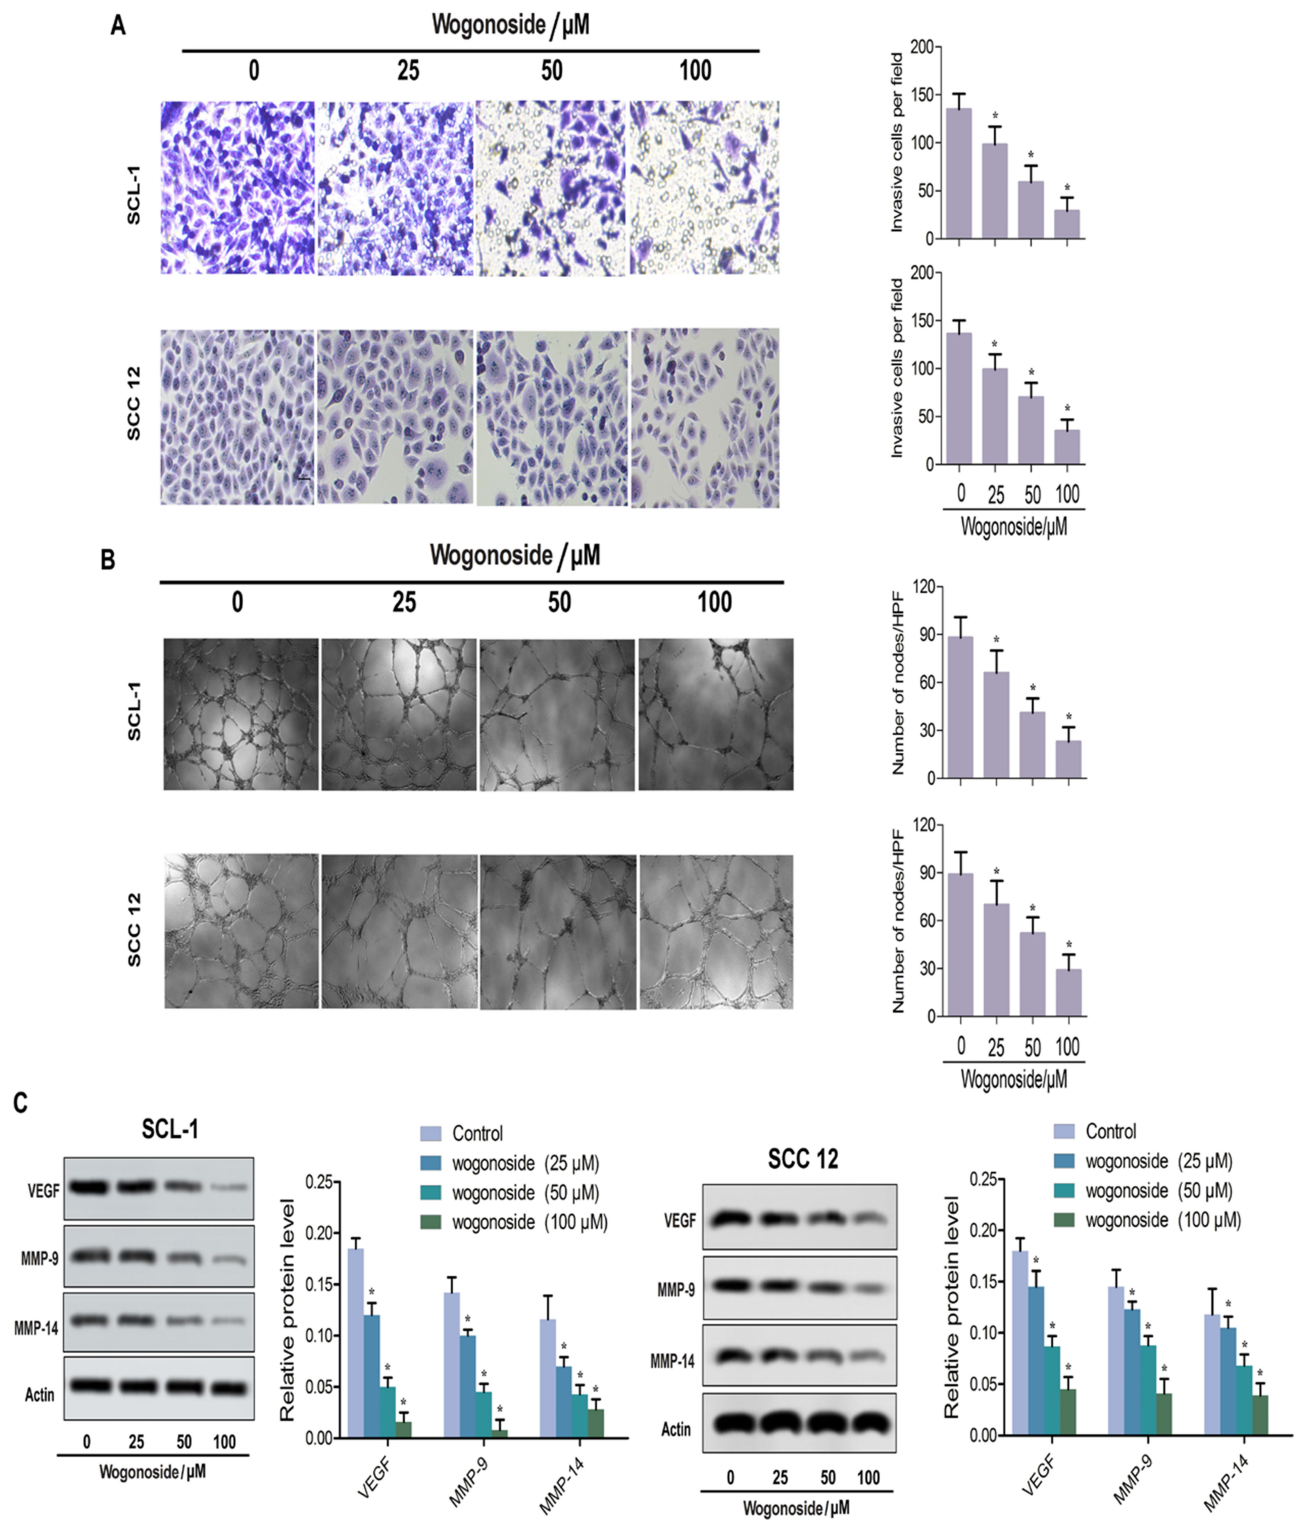 A
Wogonoside/µM
0 25 50 100
SCL-1
SCC 12
Invasive cells per field
200
150
100
50
0
Invasive cells per field
200
150
100
50
0
0 25 50 100
Wogonoside/µM
B
Wogonoside/µM
0 25 50 100
SCL-1
SCC 12
Number of nodes/HPF
120
90
60
30
0
* * *
Number of nodes/HPF
120
90
60
30
0
0 25 50 100
Wogonoside/µM
C
SCL-1
VEGF
MMP-9
MMP-14
Actin
0 25 50 100
Wogonoside/µM
Control
wogonoside (25 µM)
wogonoside (50 µM)
wogonoside (100 µM)
Relative protein level
0.25
0.20
0.15
0.10
0.05
0.00
VEGF MMP-9 MMP-14
SCC 12
VEGF
MMP-9
MMP-14
Actin
0 25 50 100
Wogonoside/µM
Control
wogonoside (25 µM)
wogonoside (50 µM)
wogonoside (100 µM)
Relative protein level
0.25
0.20
0.15
0.10
0.05
0.00
VEGF MMP-9 MMP-14